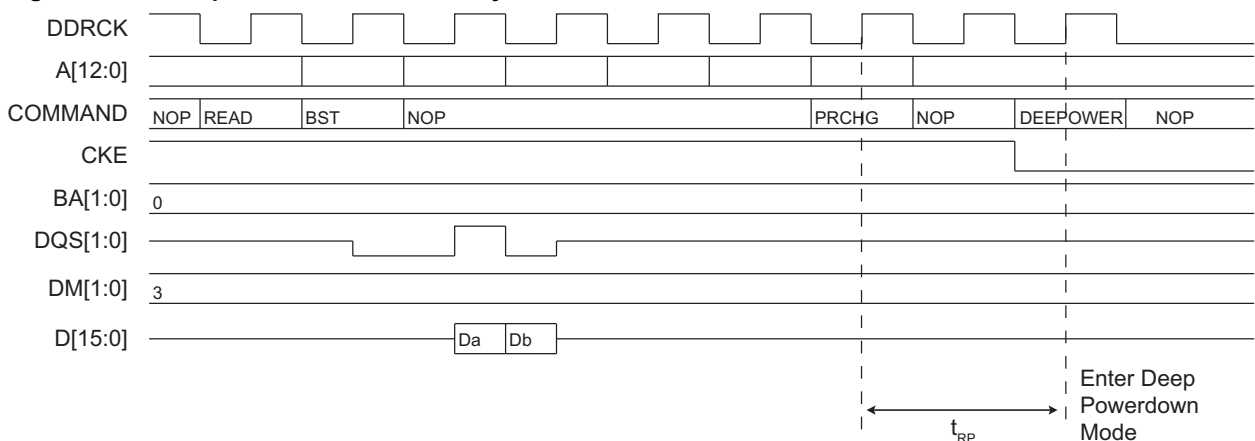 DDRCK
A[12:0]
COMMAND NOP READ BST NOP PRCHG NOP DEEPOWER NOP
CKE
BA[1:0] 0
DQS[1:0]
DM[1:0] 3
D[15:0] Da Db
Enter Deep
Powerdown
Mode
tRP